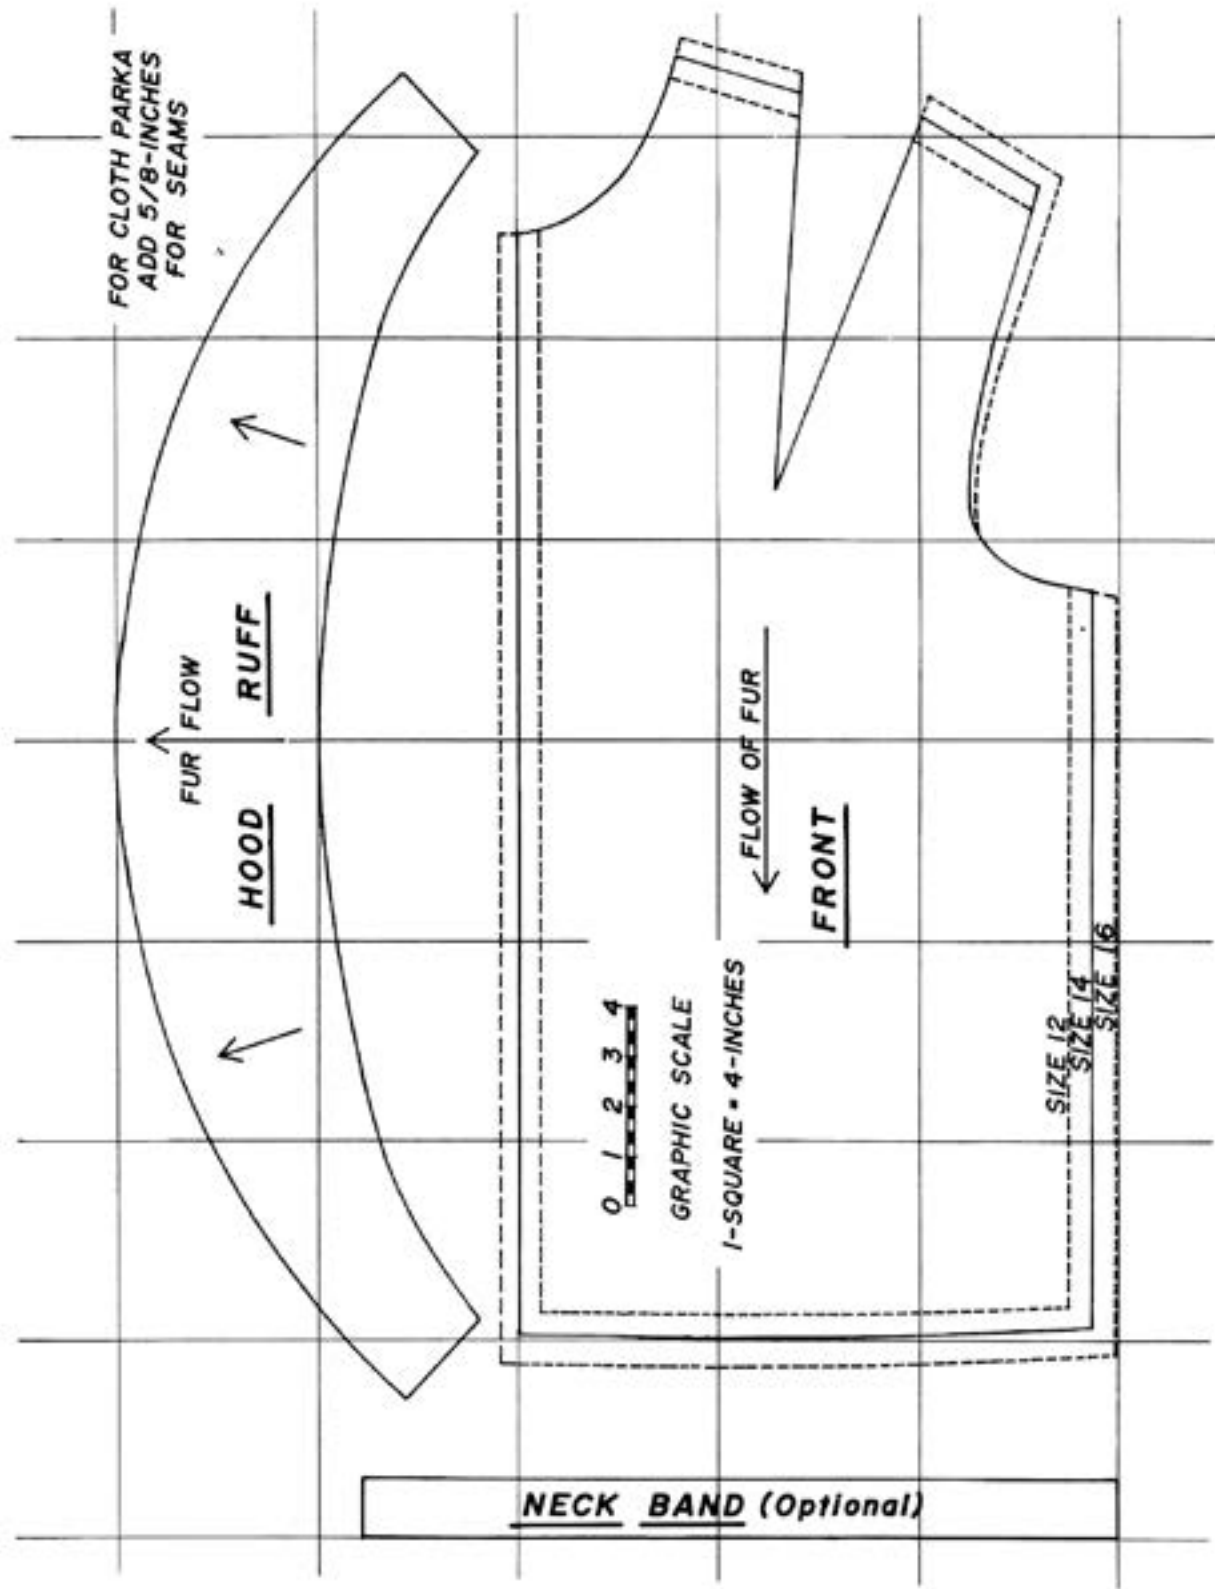 FOR CLOTH PARKA
ADD 5/8-INCHES
FOR SEAMS
FUR FLOW
HOOD RUFF
FLOW OF FUR
FRONT
0 1 2 3 4
GRAPHIC SCALE
1-SQUARE = 4-INCHES
SIZE 12
SIZE 14
SIZE 16
NECK BAND (Optional)